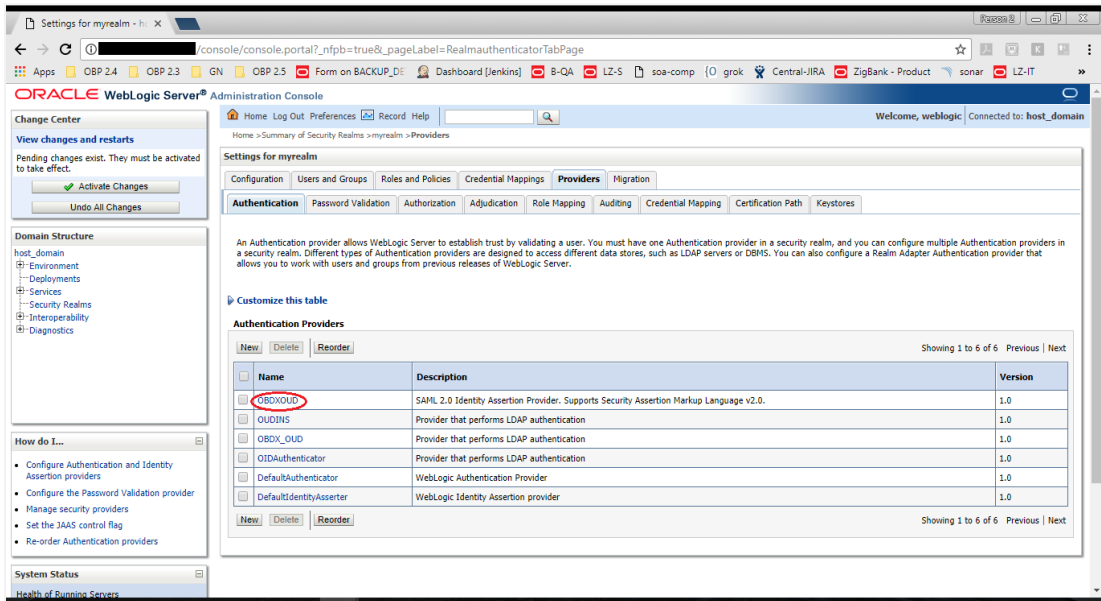 Settings for myrealm - h
Person 2
/console/console.portal?_nfpb=true&_pageLabel=RealmauthenticatorTabPage
Apps OBP 2.4 OBP 2.3 GN OBP 2.5 Form on BACKUP_DE Dashboard [Jenkins] B-QA LZ-S soa-comp {O grok Central-JIRA ZigBank - Product sonar LZ-IT »
ORACLE WebLogic Server® Administration Console
Change Center
View changes and restarts
Pending changes exist. They must be activated
to take effect.
Activate Changes
Undo All Changes
Domain Structure
host_domain
Environment
Deployments
Services
Security Realms
Interoperability
Diagnostics
How do I...
Configure Authentication and Identity
Assertion providers
Configure the Password Validation provider
Manage security providers
Set the JAAS control flag
Re-order Authentication providers
System Status
Health of Running Servers
Home Log Out Preferences Record Help
Welcome, weblogic Connected to: host_domain
Home >Summary of Security Realms >myrealm >Providers
Settings for myrealm
Configuration Users and Groups Roles and Policies Credential Mappings Providers Migration
Authentication Password Validation Authorization Adjudication Role Mapping Auditing Credential Mapping Certification Path Keystores
An Authentication provider allows WebLogic Server to establish trust by validating a user. You must have one Authentication provider in a security realm, and you can configure multiple Authentication providers in
a security realm. Different types of Authentication providers are designed to access different data stores, such as LDAP servers or DBMS. You can also configure a Realm Adapter Authentication provider that
allows you to work with users and groups from previous releases of WebLogic Server.
Customize this table
Authentication Providers
New Delete Reorder Showing 1 to 6 of 6 Previous | Next
Name Description Version
OBDXOUD SAML 2.0 Identity Assertion Provider. Supports Security Assertion Markup Language v2.0. 1.0
OUDINS Provider that performs LDAP authentication 1.0
OBDX_OUD Provider that performs LDAP authentication 1.0
OIDAuthenticator Provider that performs LDAP authentication 1.0
DefaultAuthenticator WebLogic Authentication Provider 1.0
DefaultIdentityAsserter WebLogic Identity Assertion provider 1.0
New Delete Reorder Showing 1 to 6 of 6 Previous | Next